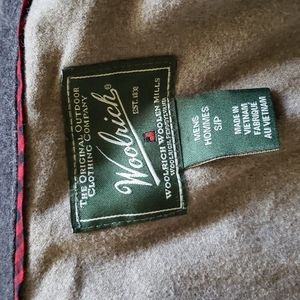 THE ORIGINAL OUTDOOR
CLOTHING COMPANY
Woolrich
EST. 1830
WOOLRICH WOOLEN MILLS
MENS
HOMMES
S/P
MADE IN
VIETNAM
FABRIQUÉ
AU VIETNAM